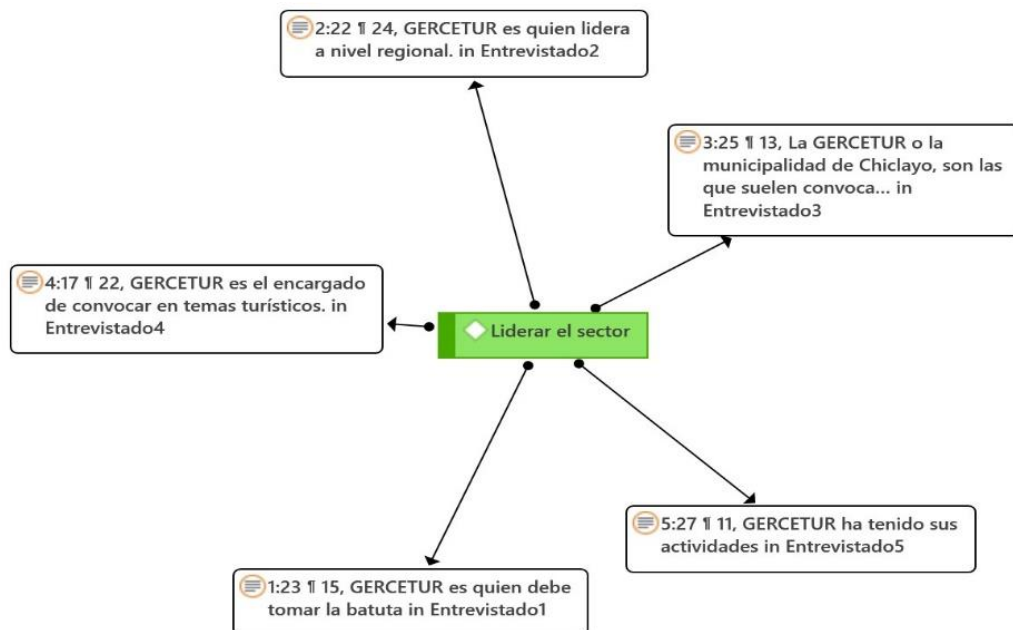 2:22 ¶ 24, GERCETUR es quien lidera
a nivel regional. in Entrevistado2
3:25 ¶ 13, La GERCETUR o la
municipalidad de Chiclayo, son las
que suelen convoca... in
Entrevistado3
4:17 ¶ 22, GERCETUR es el encargado
de convocar en temas turísticos. in
Entrevistado4
Liderar el sector
5:27 ¶ 11, GERCETUR ha tenido sus
actividades in Entrevistado5
1:23 ¶ 15, GERCETUR es quien debe
tomar la batuta in Entrevistado1